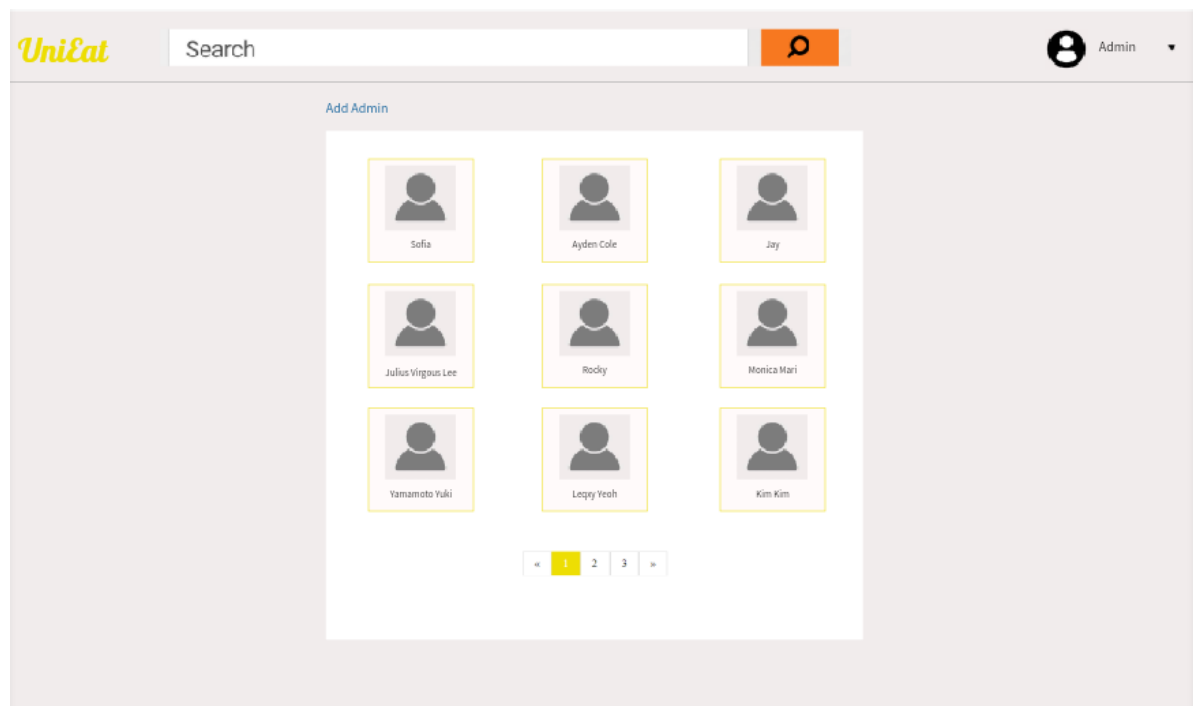 UniEat
Search
Admin
Add Admin
Sofia
Ayden Cole
Jay
Julius Virgous Lee
Rocky
Monica Mari
Yamamoto Yuki
Leqxy Yeoh
Kim Kim
« 1 2 3 »